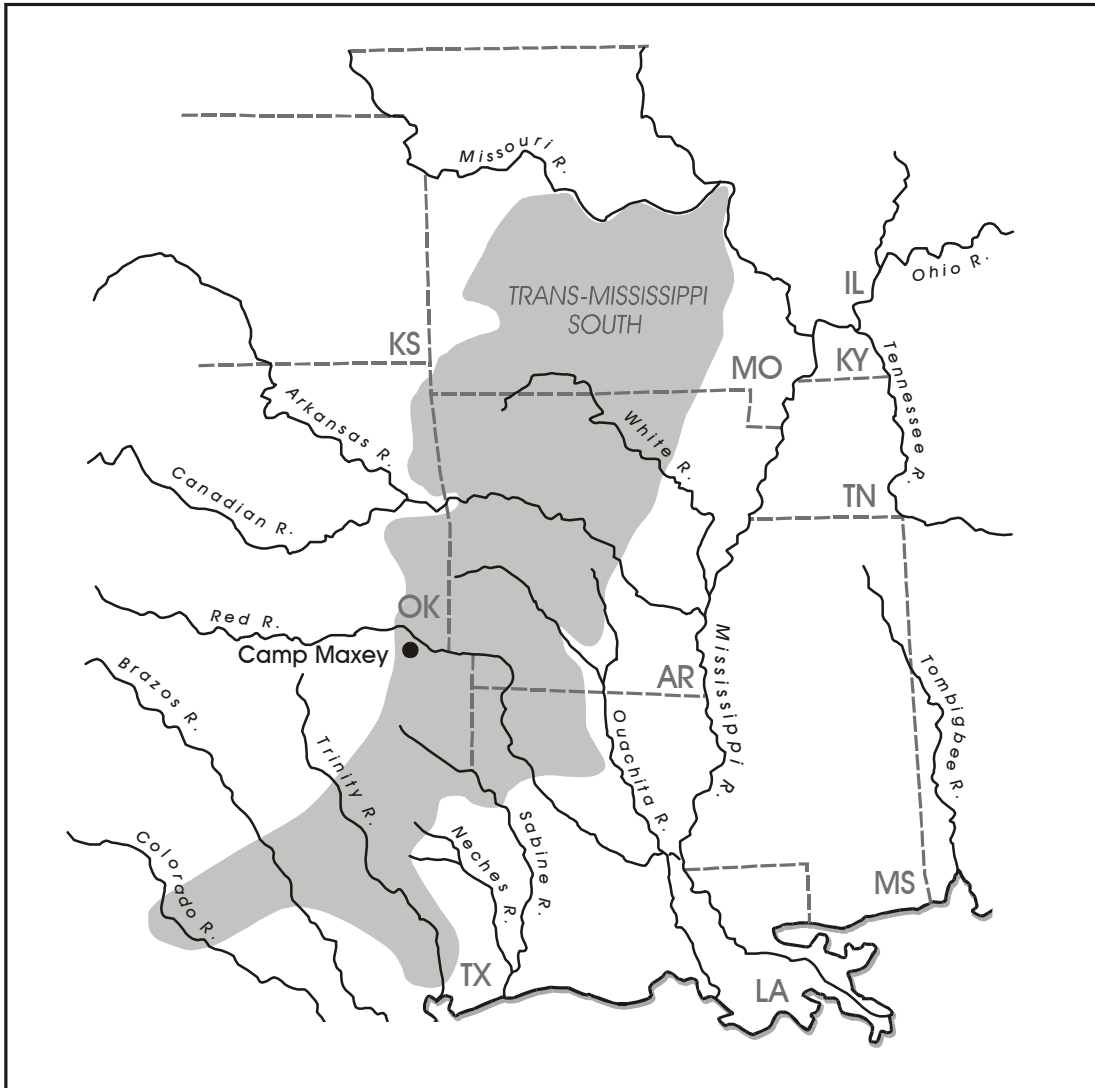 Missouri R.
IL
Ohio R.
TRANS-MISSISSIPPI
SOUTH
KS
MO
KY
Tennessee R.
Arkansas R.
White R.
Canadian R.
TN
OK
Red R.
Camp Maxey
Mississippi R.
Brazos R.
AR
Tombigbee R.
Ouachita R.
Trinity R.
Sabine R.
Neches R.
Colorado R.
MS
TX
LA